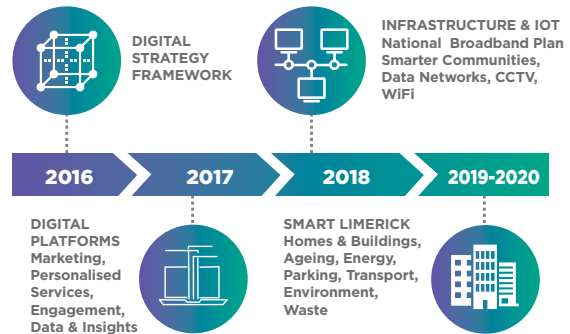 DIGITAL
STRATEGY
FRAMEWORK
INFRASTRUCTURE & IOT
National Broadband Plan
Smarter Communities,
Data Networks, CCTV,
WiFi
2016
2017
2018
2019-2020
DIGITAL
PLATFORMS
Marketing,
Personalised
Services,
Engagement,
Data & Insights
SMART LIMERICK
Homes & Buildings,
Ageing, Energy,
Parking, Transport,
Environment,
Waste